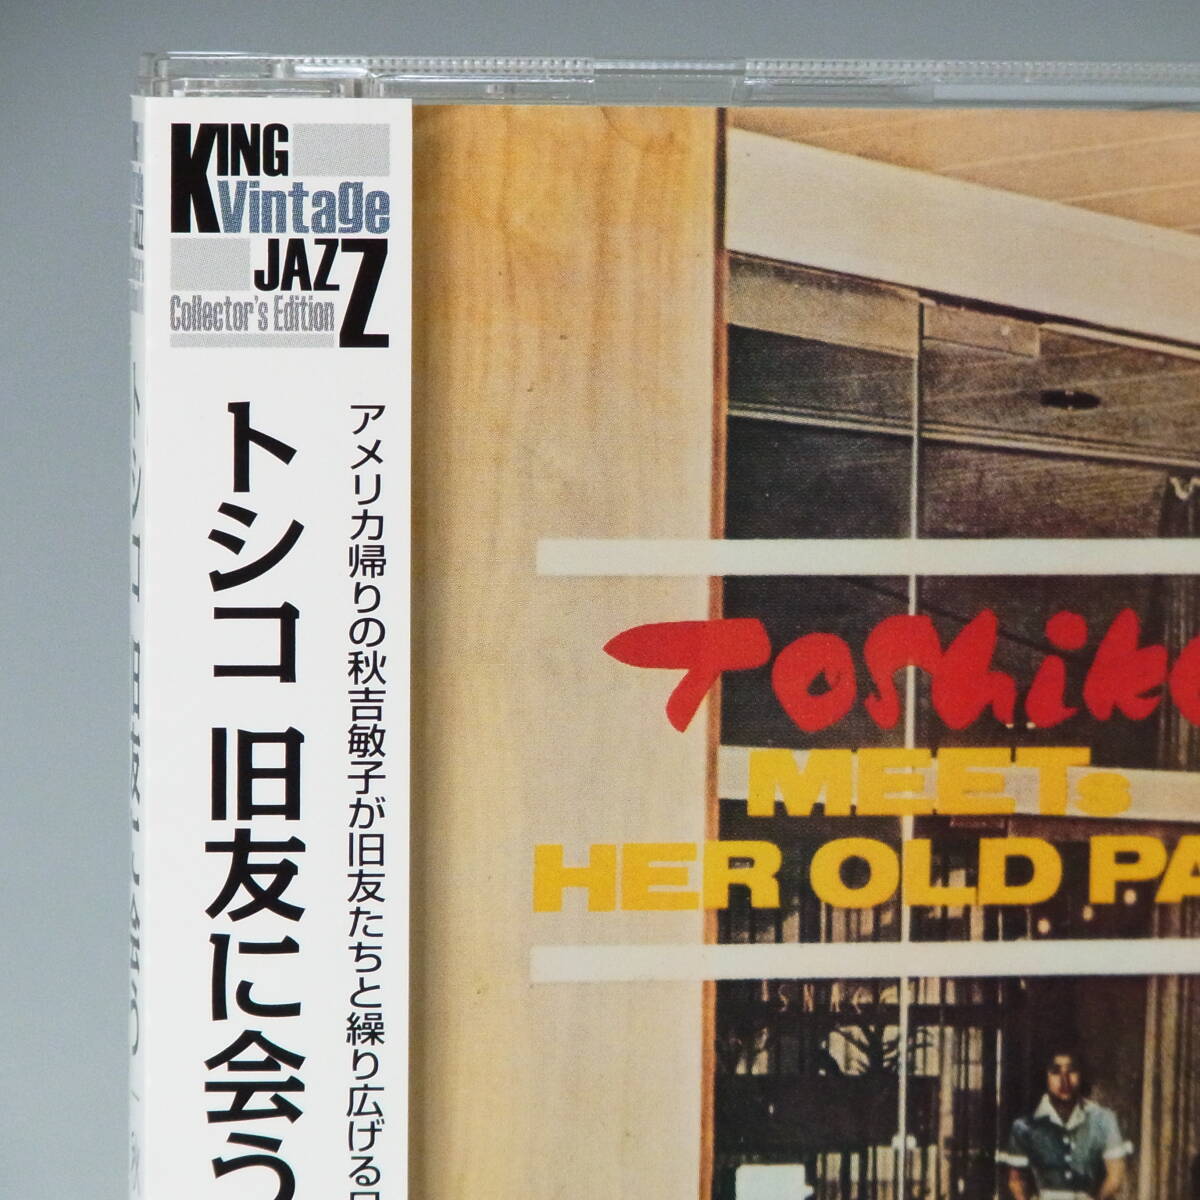 KING
Vintage
JAZZ
Collector's Edition
アメリカ帰りの秋吉敏子が旧友たちと繰り広げる
トシコ 旧友に会う
Toshiko
MEETs
HER OLD PA
SNACK